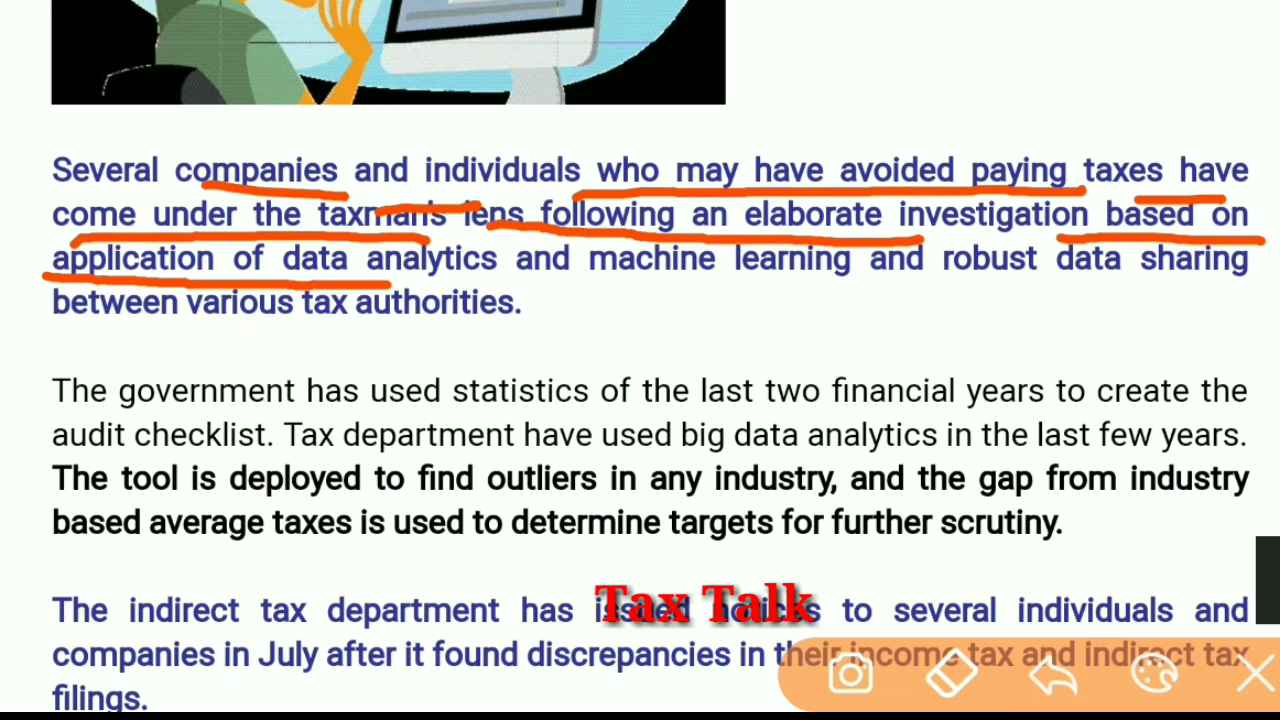 Several companies and individuals who may have avoided paying taxes have
come under the taxman's lens following an elaborate investigation based on
application of data analytics and machine learning and robust data sharing
between various tax authorities.
The government has used statistics of the last two financial years to create the
audit checklist. Tax department have used big data analytics in the last few years.
The tool is deployed to find outliers in any industry, and the gap from industry
based average taxes is used to determine targets for further scrutiny.
The indirect tax department has issued notices to several individuals and
Tax Talk
companies in July after it found discrepancies in their income tax and indirect tax
filings.